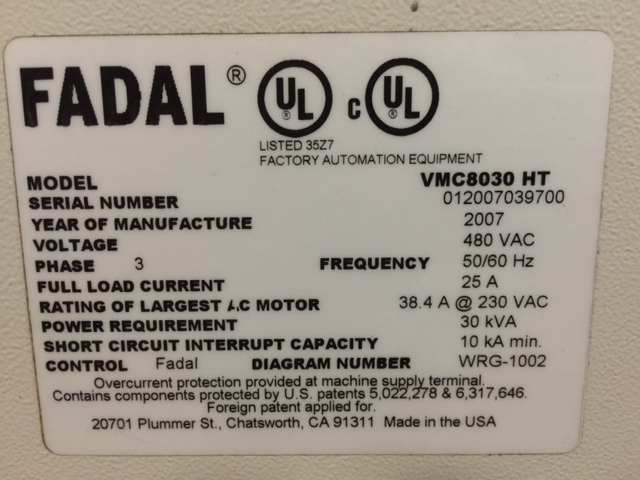 FADAL® UL ® c UL ®
LISTED 35Z7
FACTORY AUTOMATION EQUIPMENT
MODEL VMC8030 HT
SERIAL NUMBER 012007039700
YEAR OF MANUFACTURE 2007
VOLTAGE 480 VAC
PHASE 3 FREQUENCY 50/60 Hz
FULL LOAD CURRENT 25 A
RATING OF LARGEST AC MOTOR 38.4 A @ 230 VAC
POWER REQUIREMENT 30 kVA
SHORT CIRCUIT INTERRUPT CAPACITY 10 kA min.
CONTROL Fadal DIAGRAM NUMBER WRG-1002
Overcurrent protection provided at machine supply terminal.
Contains components protected by U.S. patents 5,022,278 & 6,317,646.
Foreign patent applied for.
20701 Plummer St., Chatsworth, CA 91311 Made in the USA